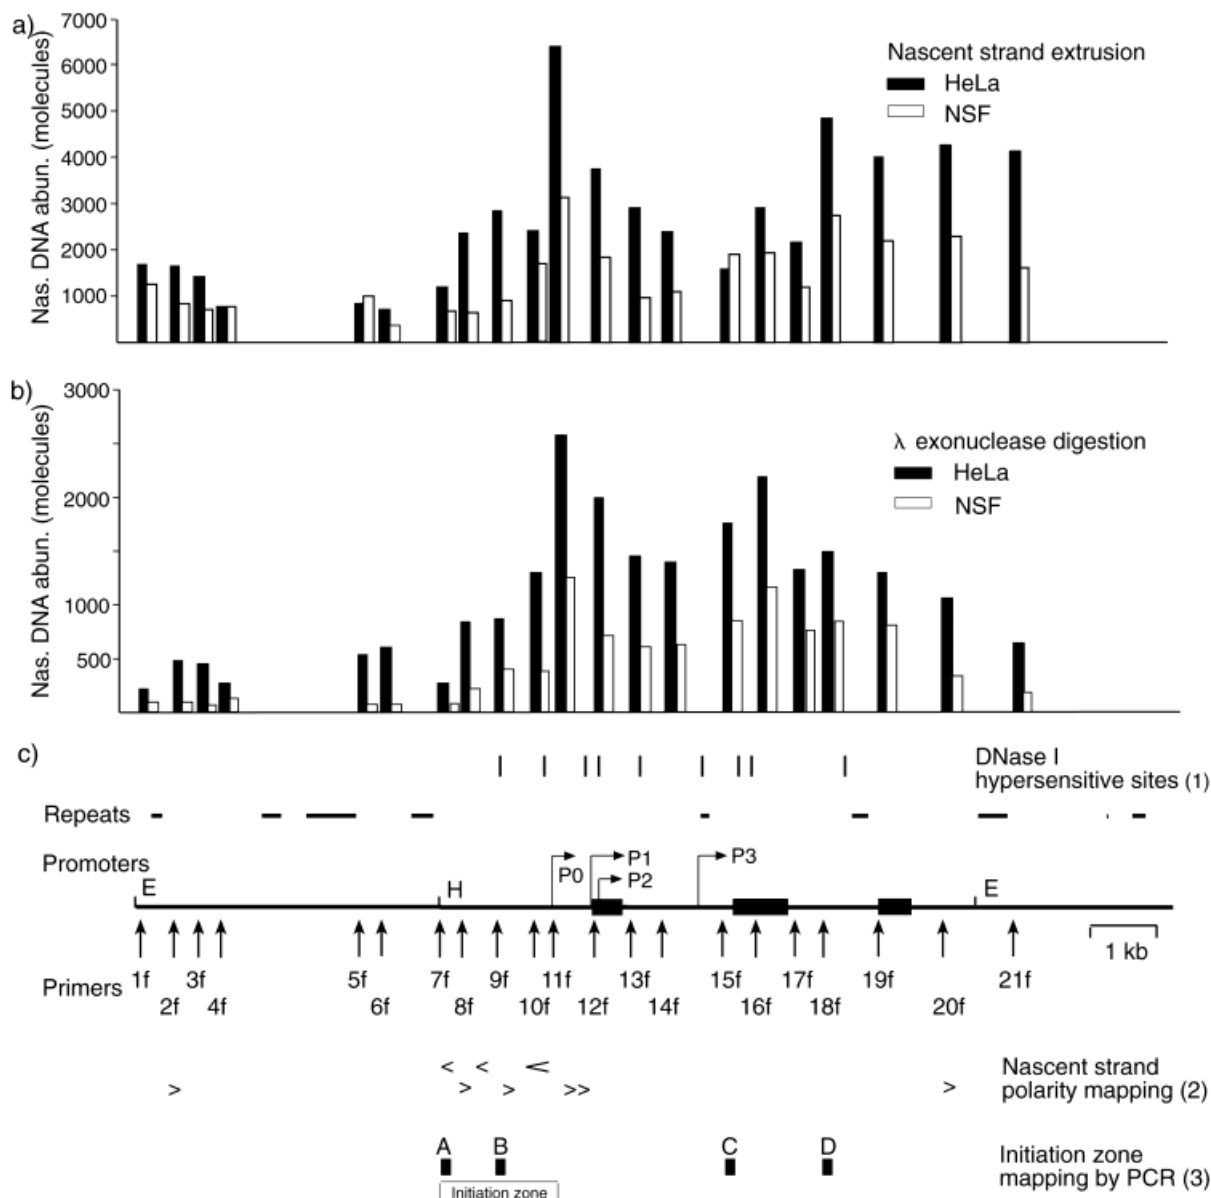 a)
7000
6000
5000
4000
3000
2000
1000
Nas. DNA abun. (molecules)
Nascent strand extrusion
HeLa
NSF
b)
3000
2000
1000
500
Nas. DNA abun. (molecules)
λ exonuclease digestion
HeLa
NSF
c)
DNase I
hypersensitive sites (1)
Repeats
Promoters
P0
P1
P2
P3
E
H
E
1 kb
Primers
1f 3f 5f 7f 9f 11f 13f 15f 17f 19f 21f
2f 4f 6f 8f 10f 12f 14f 16f 18f 20f
< < <
> > > >> >
Nascent strand
polarity mapping (2)
A B C D
Initiation zone
Initiation zone
mapping by PCR (3)